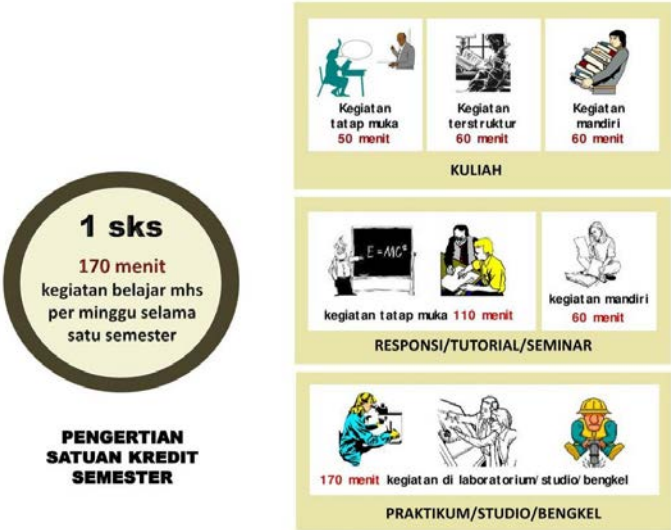 1 sks
170 menit
kegiatan belajar mhs
per minggu selama
satu semester
PENGERTIAN
SATUAN KREDIT
SEMESTER
Kegiatan
tatap muka
50 menit
Kegiatan
terstruktur
60 menit
Kegiatan
mandiri
60 menit
KULIAH
E=MC²
kegiatan tatap muka 110 menit
kegiatan mandiri
60 menit
RESPONSI/TUTORIAL/SEMINAR
170 menit kegiatan di laboratorium/studio/bengkel
PRAKTIKUM/STUDIO/BENGKEL